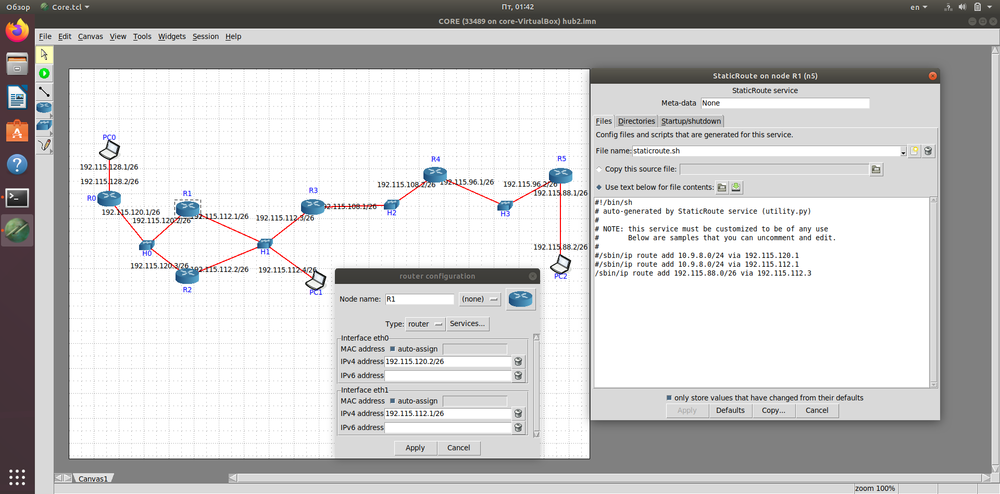 Обзор
Core.tcl
Пт, 01:42
en
CORE (33489 on core-VirtualBox) hub2.imn
File Edit Canvas View Tools Widgets Session Help
PC0
192.115.128.1/26
192.115.128.2/26
R0
R1
192.115.120.1/26
192.115.120.2/26
192.115.112.1/26
H0
192.115.120.3/26
192.115.112.2/26
R2
R3
192.115.112.3/26
192.115.108.1/26
H1
192.115.112.4/26
PC1
H2
192.115.108.2/26
R4
192.115.96.1/26
H3
192.115.96.2/26
R5
192.115.88.1/26
192.115.88.2/26
PC2
router configuration
Node name: R1 (none)
Type: router Services...
Interface eth0
MAC address auto-assign
IPv4 address 192.115.120.2/26
IPv6 address
Interface eth1
MAC address auto-assign
IPv4 address 192.115.112.1/26
IPv6 address
Apply Cancel
StaticRoute on node R1 (n5)
StaticRoute service
Meta-data None
Files Directories Startup/shutdown
Config files and scripts that are generated for this service.
File name: staticroute.sh
Copy this source file:
Use text below for file contents:
#!/bin/sh
# auto-generated by StaticRoute service (utility.py)
#
# NOTE: this service must be customized to be of any use
#       Below are samples that you can uncomment and edit.
#
#/sbin/ip route add 10.9.8.0/24 via 192.115.120.1
#/sbin/ip route add 10.9.8.0/24 via 192.115.112.1
/sbin/ip route add 192.115.88.0/26 via 192.115.112.3
only store values that have changed from their defaults
Apply Defaults Copy... Cancel
Canvas1
zoom 100%